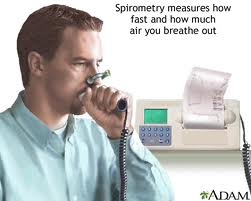 Spirometry measures how
fast and how much
air you breathe out
ADAM